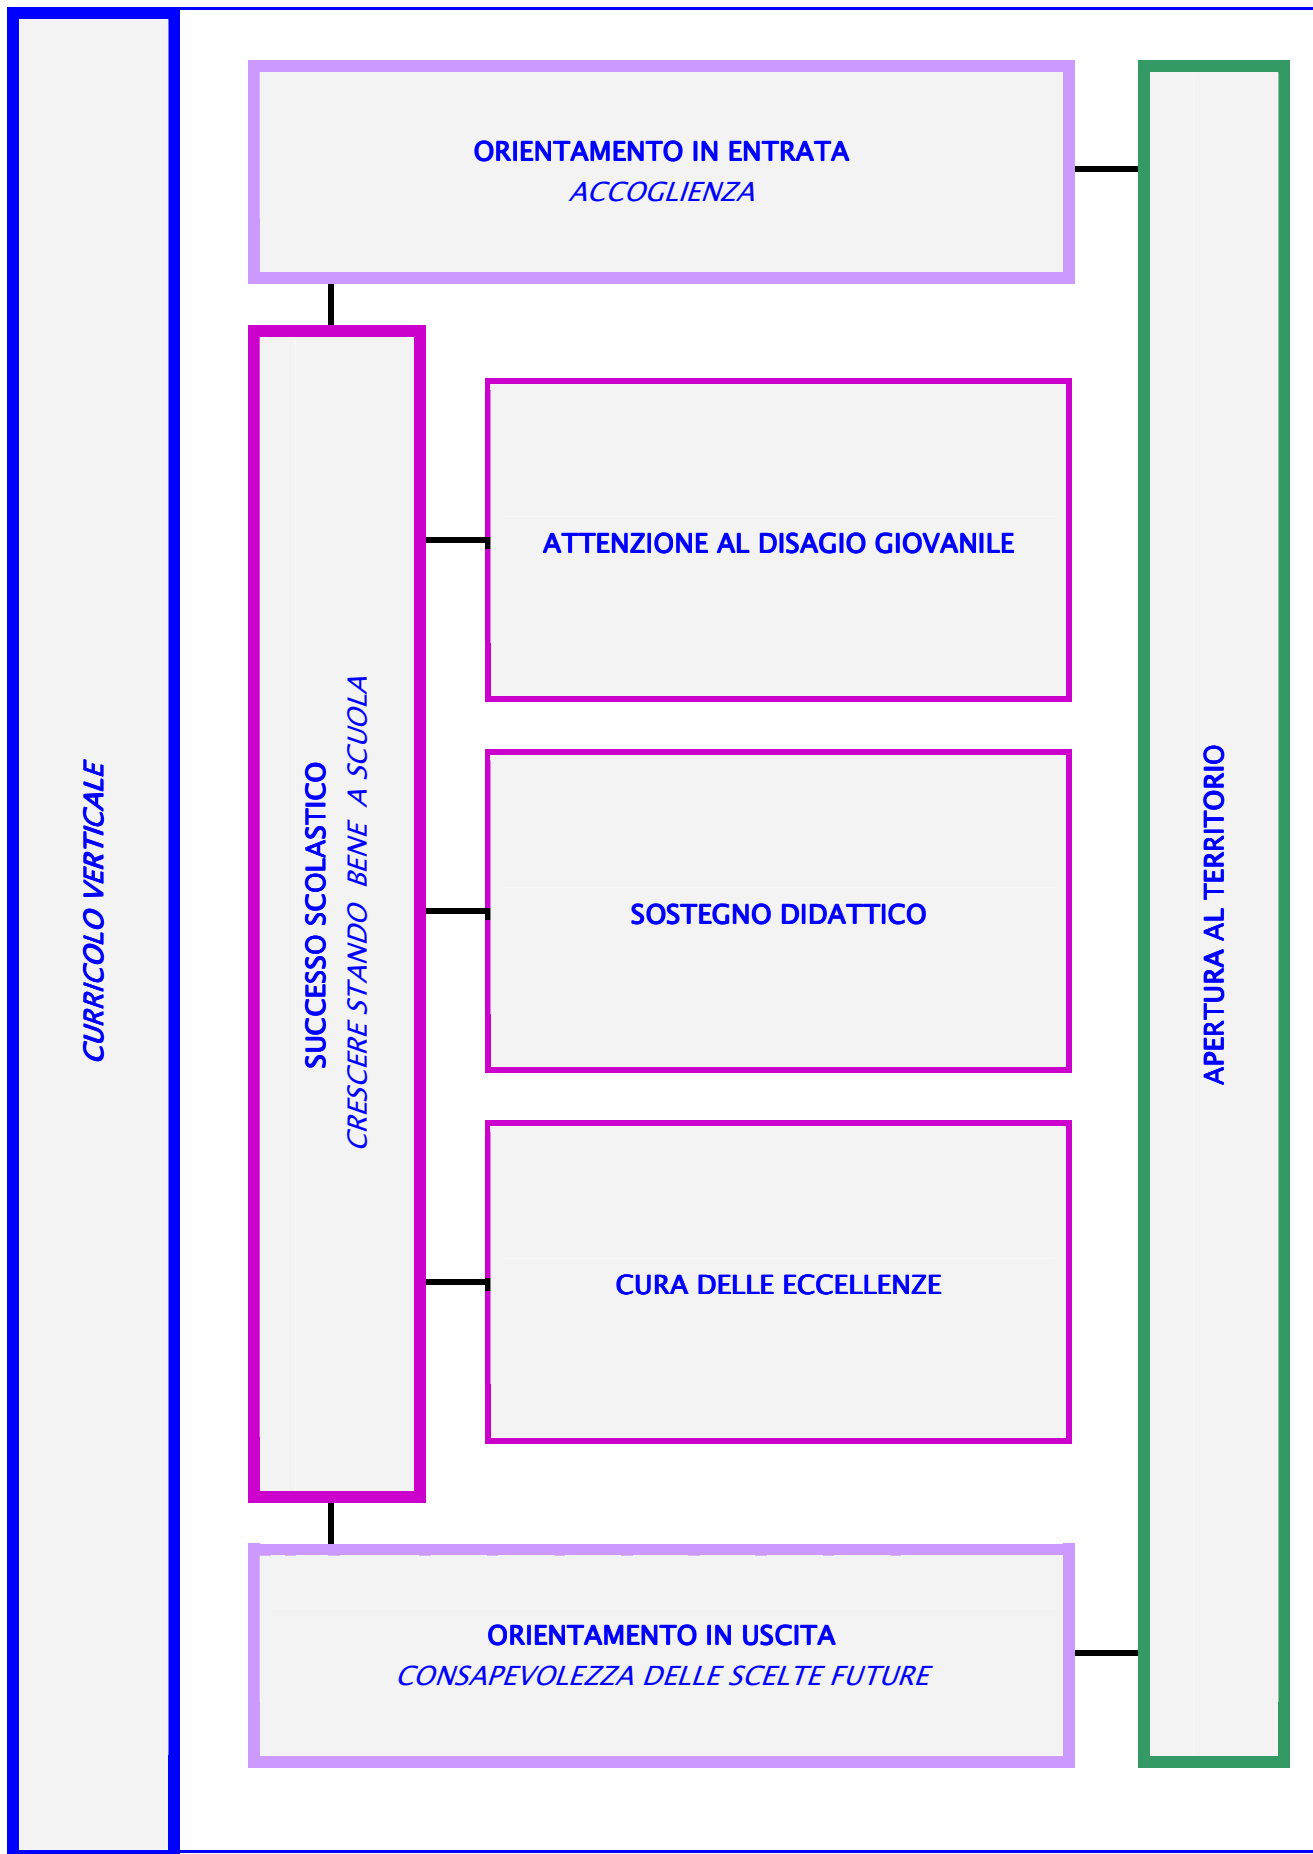 CURRICOLO VERTICALE
ORIENTAMENTO IN ENTRATA
ACCOGLIENZA
SUCCESSO SCOLASTICO
CRESCERE STANDO BENE A SCUOLA
ATTENZIONE AL DISAGIO GIOVANILE
SOSTEGNO DIDATTICO
CURA DELLE ECCELLENZE
ORIENTAMENTO IN USCITA
CONSAPEVOLEZZA DELLE SCELTE FUTURE
APERTURA AL TERRITORIO